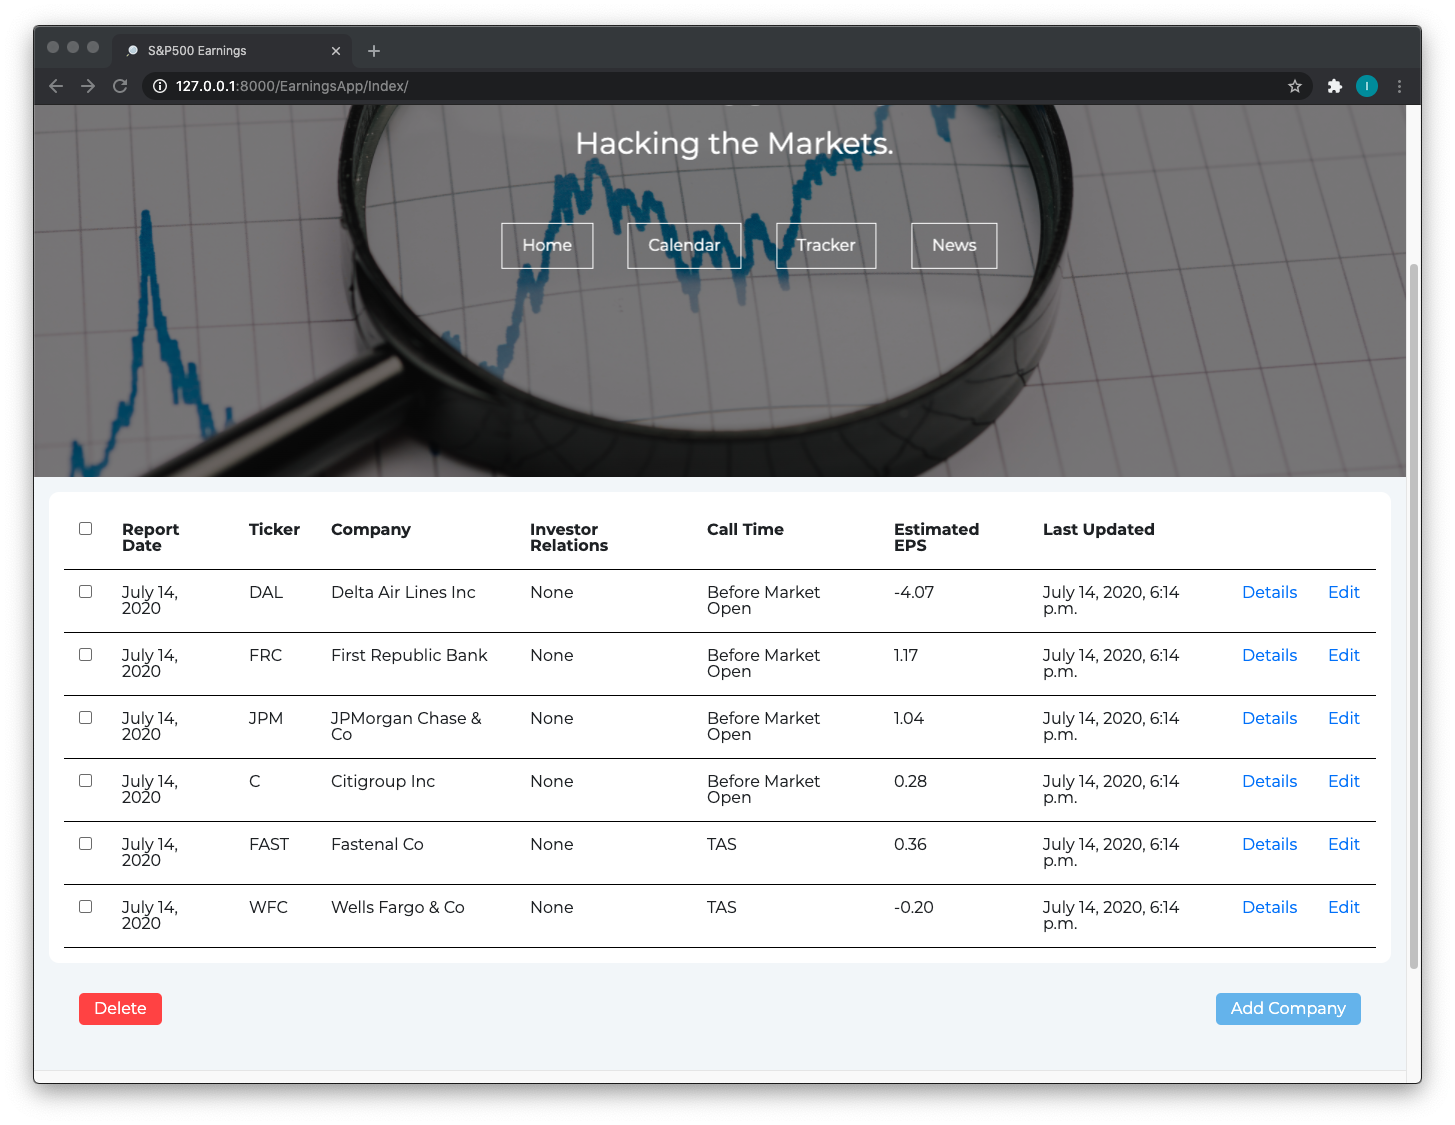 S&P500 Earnings
127.0.0.1:8000/EarningsApp/Index/
I
Hacking the Markets.
Home Calendar Tracker News
Report Date Ticker Company Investor Relations Call Time Estimated EPS Last Updated
July 14, 2020 DAL Delta Air Lines Inc None Before Market Open -4.07 July 14, 2020, 6:14 p.m. Details Edit
July 14, 2020 FRC First Republic Bank None Before Market Open 1.17 July 14, 2020, 6:14 p.m. Details Edit
July 14, 2020 JPM JPMorgan Chase & Co None Before Market Open 1.04 July 14, 2020, 6:14 p.m. Details Edit
July 14, 2020 C Citigroup Inc None Before Market Open 0.28 July 14, 2020, 6:14 p.m. Details Edit
July 14, 2020 FAST Fastenal Co None TAS 0.36 July 14, 2020, 6:14 p.m. Details Edit
July 14, 2020 WFC Wells Fargo & Co None TAS -0.20 July 14, 2020, 6:14 p.m. Details Edit
Delete Add Company